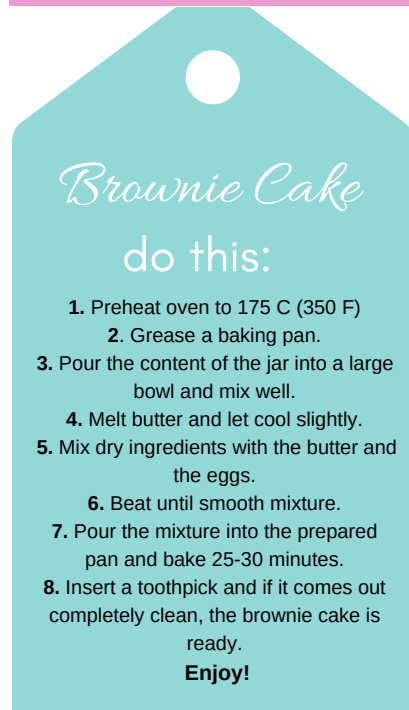 Brownie Cake
do this:
1. Preheat oven to 175 C (350 F)
2. Grease a baking pan.
3. Pour the content of the jar into a large
bowl and mix well.
4. Melt butter and let cool slightly.
5. Mix dry ingredients with the butter and
the eggs.
6. Beat until smooth mixture.
7. Pour the mixture into the prepared
pan and bake 25-30 minutes.
8. Insert a toothpick and if it comes out
completely clean, the brownie cake is
ready.
Enjoy!